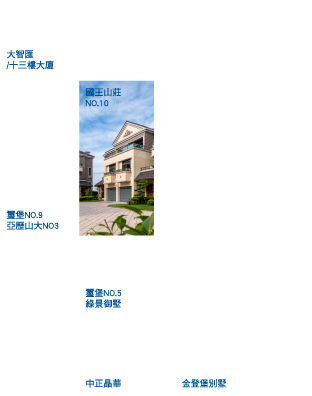 大智匯
/十三樓大廈
國王山莊
NO.10
璽堡NO.9
亞歷山大NO3
璽堡NO.5
綠景御墅
中正晶華
金登堡別墅